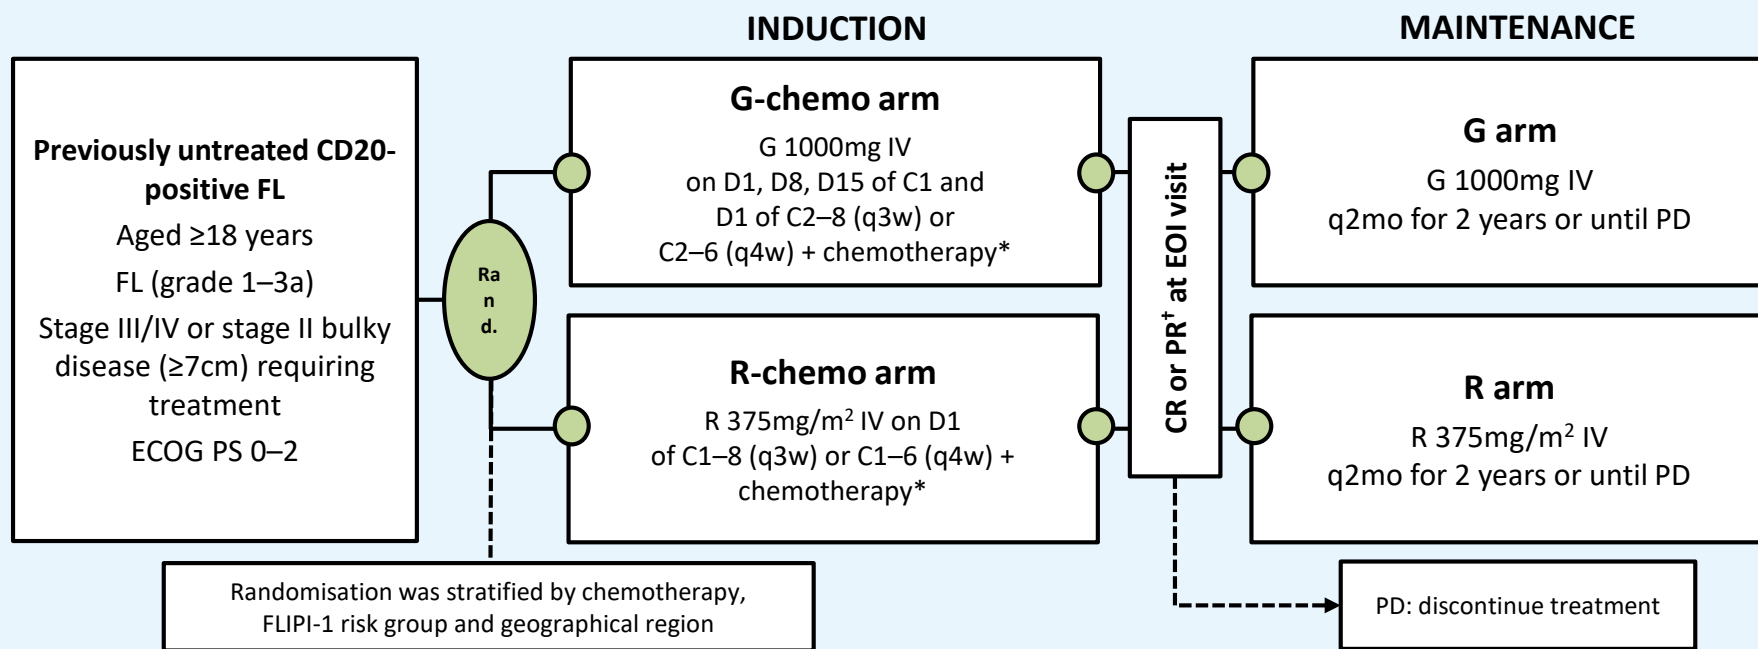 INDUCTION
MAINTENANCE
Previously untreated CD20-
positive FL
Aged ≥18 years
FL (grade 1–3a)
Stage III/IV or stage II bulky
disease (≥7cm) requiring
treatment
ECOG PS 0–2
Ra
n
d.
G-chemo arm
G 1000mg IV
on D1, D8, D15 of C1 and
D1 of C2–8 (q3w) or
C2–6 (q4w) + chemotherapy*
R-chemo arm
R 375mg/m² IV on D1
of C1–8 (q3w) or C1–6 (q4w) +
chemotherapy*
CR or PR† at EOI visit
G arm
G 1000mg IV
q2mo for 2 years or until PD
R arm
R 375mg/m² IV
q2mo for 2 years or until PD
Randomisation was stratified by chemotherapy,
FLIPI-1 risk group and geographical region
PD: discontinue treatment